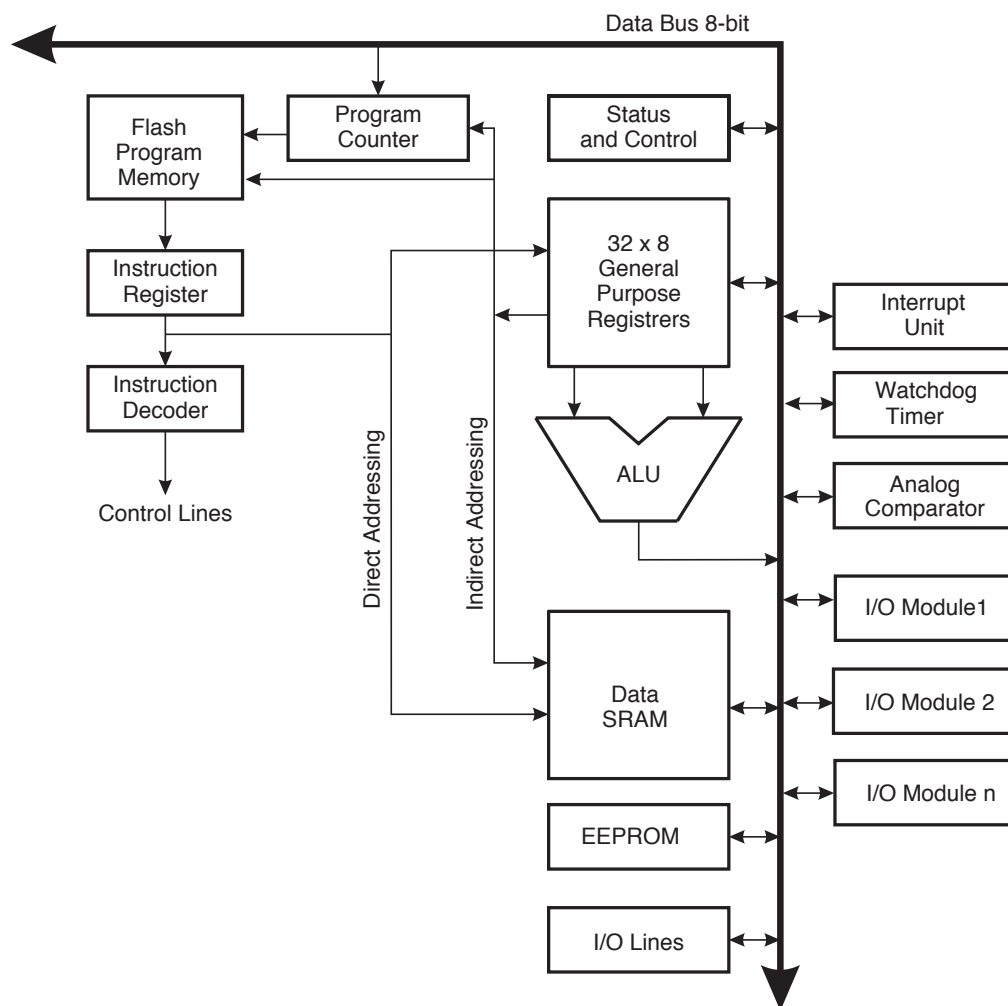 Data Bus 8-bit
Flash
Program
Memory
Program
Counter
Status
and Control
32 x 8
General
Purpose
Registrers
Instruction
Register
Interrupt
Unit
Instruction
Decoder
Watchdog
Timer
Control Lines
Direct Addressing
Indirect Addressing
ALU
Analog
Comparator
I/O Module1
Data
SRAM
I/O Module 2
I/O Module n
EEPROM
I/O Lines